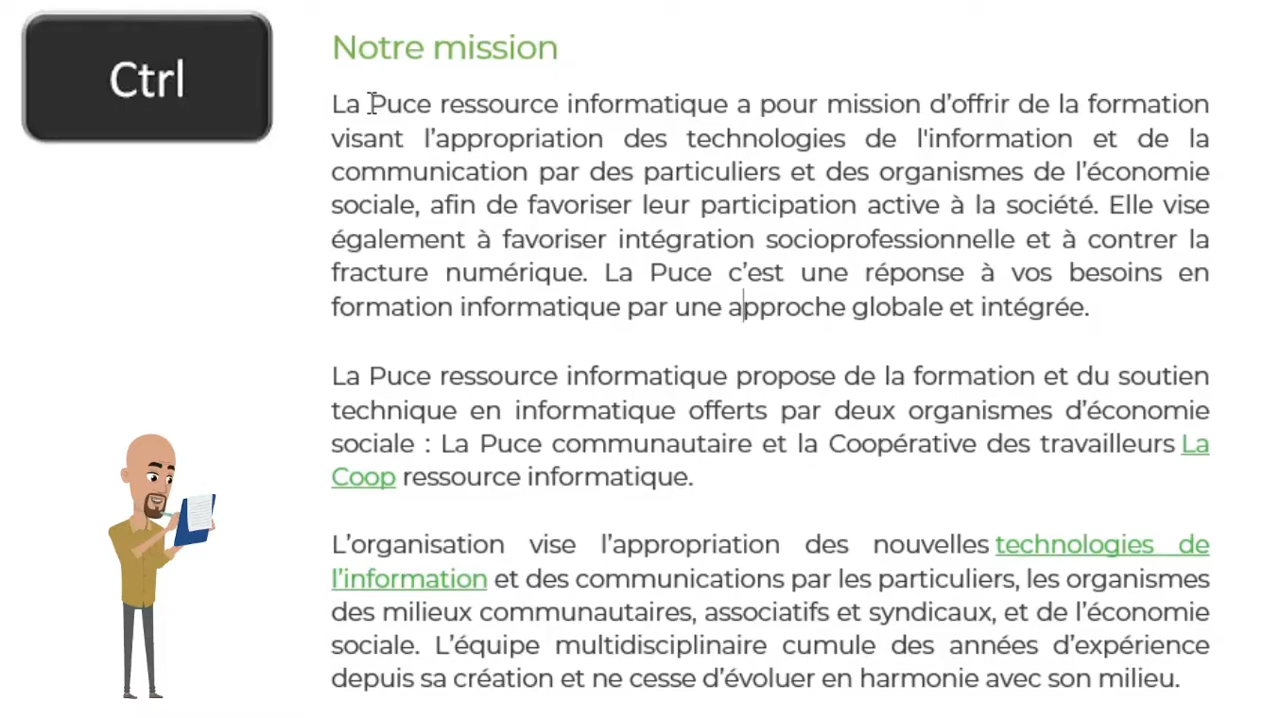 Ctrl
Notre mission
La Puce ressource informatique a pour mission d’offrir de la formation
visant l’appropriation des technologies de l'information et de la
communication par des particuliers et des organismes de l’économie
sociale, afin de favoriser leur participation active à la société. Elle vise
également à favoriser intégration socioprofessionnelle et à contrer la
fracture numérique. La Puce c’est une réponse à vos besoins en
formation informatique par une approche globale et intégrée.
La Puce ressource informatique propose de la formation et du soutien
technique en informatique offerts par deux organismes d’économie
sociale : La Puce communautaire et la Coopérative des travailleurs La
Coop ressource informatique.
L’organisation vise l’appropriation des nouvelles technologies de
l’information et des communications par les particuliers, les organismes
des milieux communautaires, associatifs et syndicaux, et de l’économie
sociale. L’équipe multidisciplinaire cumule des années d’expérience
depuis sa création et ne cesse d’évoluer en harmonie avec son milieu.